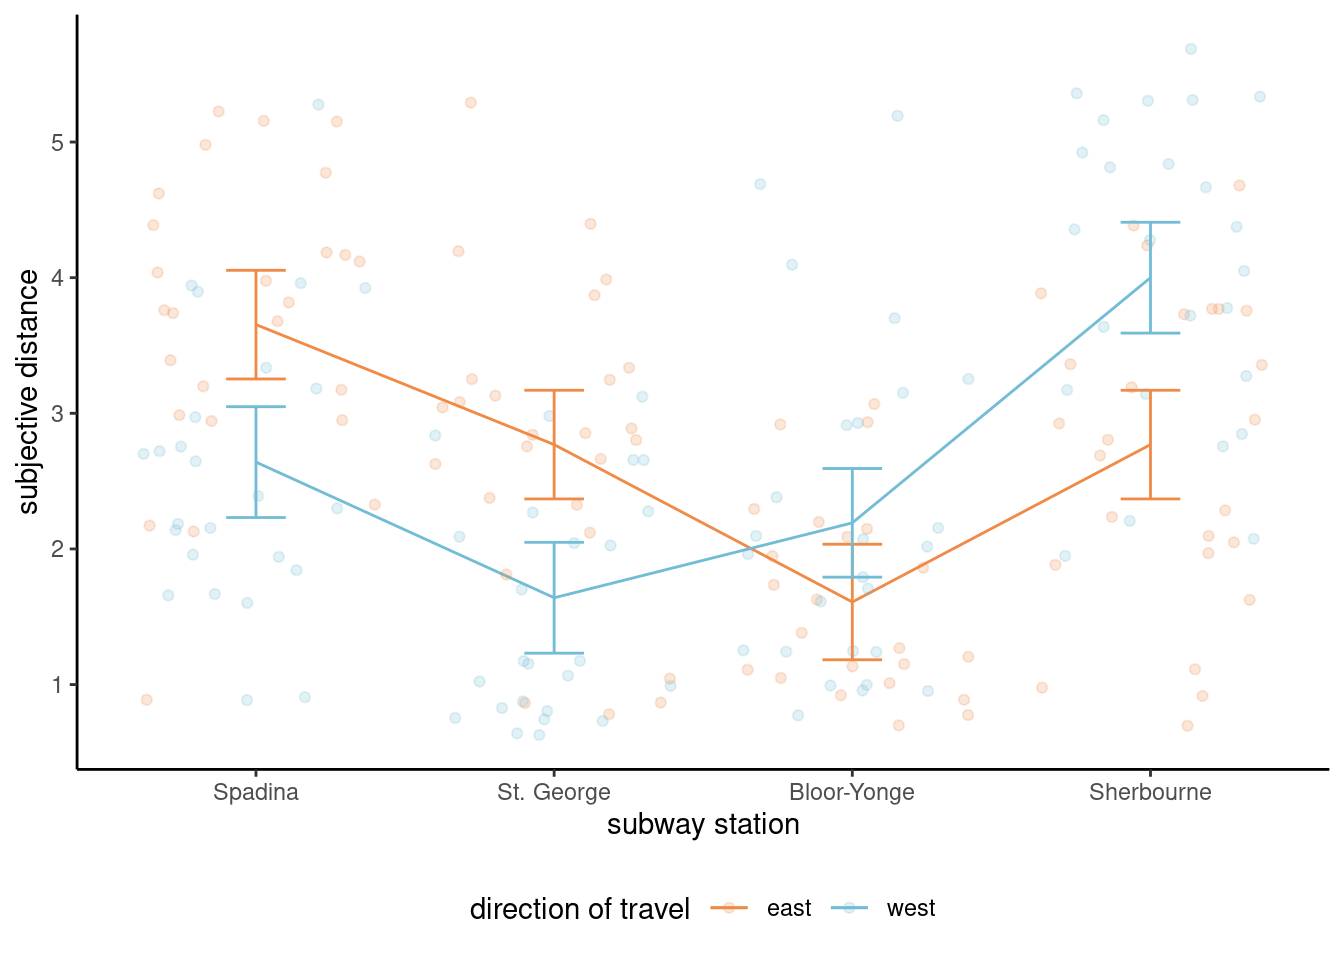 subjective distance
5
4
3
2
1
Spadina St. George Bloor-Yonge Sherbourne
subway station
direction of travel east west